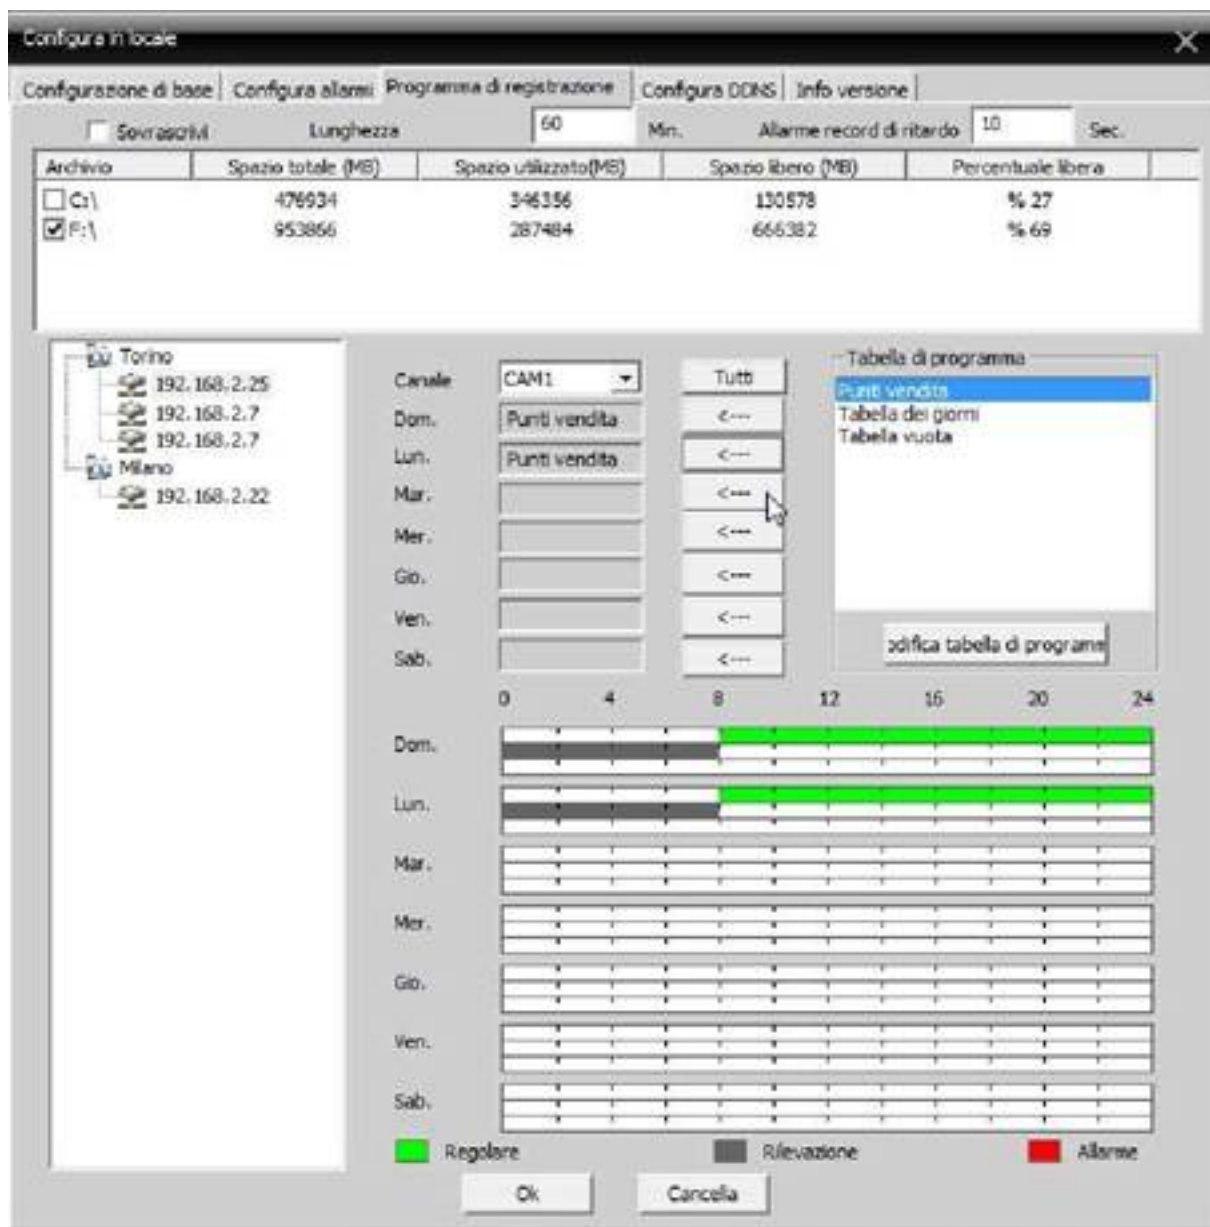 Configura in locale
Configurazione di base Configura allarmi Programma di registrazione Configura DDNS Info versione
Sovrascrivi Lunghezza 60 Min. Allarme record di ritardo 10 Sec.
Archivio Spazio totale (MB) Spazio utilizzato(MB) Spazio libero (MB) Percentuale libera
C:\ 476934 346356 130578 % 27
F:\ 953866 287484 666382 % 69
Torino
192.168.2.25
192.168.2.7
192.168.2.7
Milano
192.168.2.22
Canale CAM1 Tutti
Dom. Punti vendita <---
Lun. Punti vendita <---
Mar. <---
Mer. <---
Gio. <---
Ven. <---
Sab. <---
Tabella di programma
Punti vendita
Tabella dei giorni
Tabella vuota
odifica tabella di programm
0 4 8 12 16 20 24
Dom.
Lun.
Mar.
Mer.
Gio.
Ven.
Sab.
Regolare Rilevazione Allarme
Ok Cancella